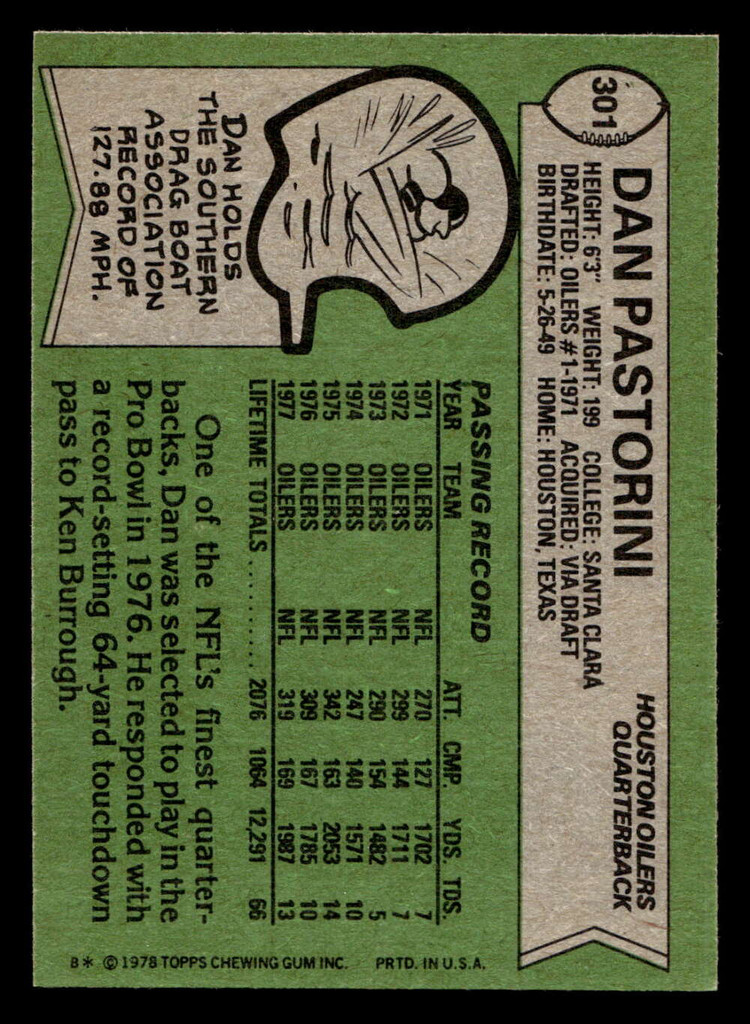 301
DAN PASTORINI
HOUSTON OILERS
QUARTERBACK
HEIGHT: 6'3" WEIGHT: 199 COLLEGE: SANTA CLARA
DRAFTED: OILERS #1-1971 ACQUIRED: VIA DRAFT
BIRTHDATE: 5-26-49 HOME: HOUSTON, TEXAS
DAN HOLDS
THE SOUTHERN
DRAG BOAT
ASSOCIATION
RECORD OF
127.88 MPH.
PASSING RECORD
YEAR TEAM ATT. CMP. YDS. TDS.
1971 OILERS NFL 270 127 1702 7
1972 OILERS NFL 299 144 1711 7
1973 OILERS NFL 290 154 1482 5
1974 OILERS NFL 247 140 1571 10
1975 OILERS NFL 342 163 2053 14
1976 OILERS NFL 309 167 1785 10
1977 OILERS NFL 319 169 1987 13
LIFETIME TOTALS .......... 2076 1064 12,291 66
One of the NFL's finest quarter-
backs, Dan was selected to play in the
Pro Bowl in 1976. He responded with
a record-setting 64-yard touchdown
pass to Ken Burrough.
B* © 1978 TOPPS CHEWING GUM INC. PRTD. IN U.S.A.